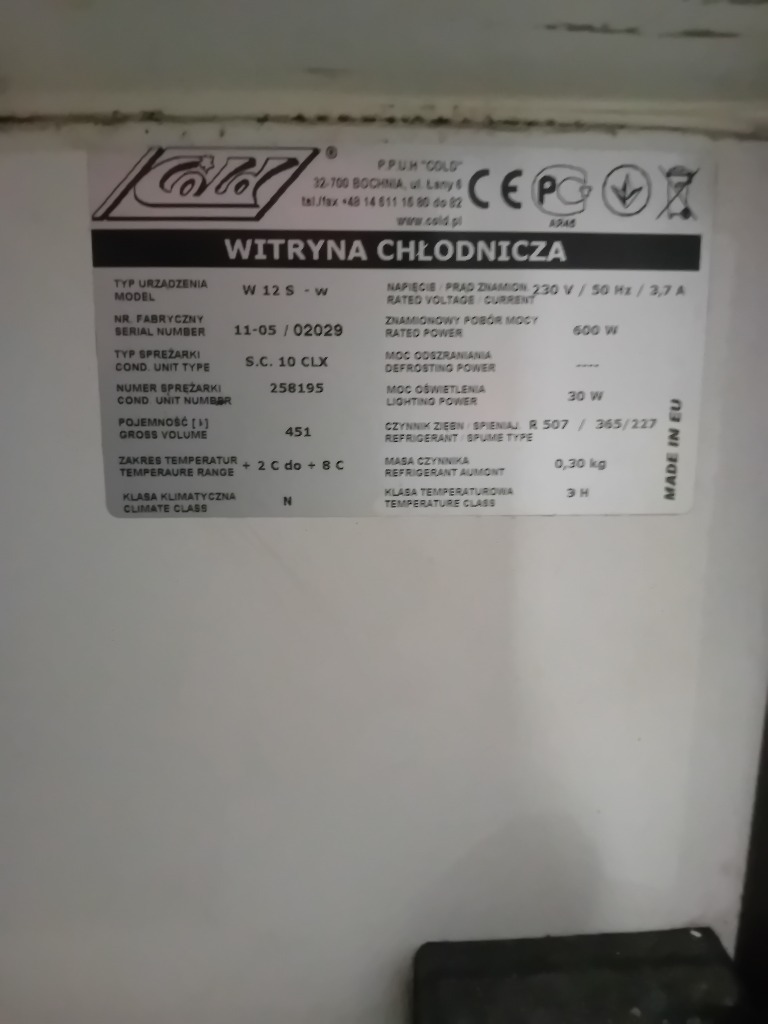 COLD ®
P.P.U.H "COLD"
32-700 BOCHNIA, ul. Łany 6
tel./fax +48 14 611 16 80 do 82
www.cold.pl
CE
WITRYNA CHŁODNICZA
TYP URZĄDZENIA
MODEL
W 12 S - w
NAPIĘCIE / PRĄD ZNAMION.
RATED VOLTAGE / CURRENT
230 V / 50 Hz / 3,7 A
NR. FABRYCZNY
SERIAL NUMBER
11-05 / 02029
ZNAMIONOWY POBÓR MOCY
RATED POWER
600 W
TYP SPRĘŻARKI
COND. UNIT TYPE
S.C. 10 CLX
MOC ODSZRANIANIA
DEFROSTING POWER
----
NUMER SPRĘŻARKI
COND. UNIT NUMBER
258195
MOC OŚWIETLENIA
LIGHTING POWER
30 W
POJEMNOŚĆ [ l ]
GROSS VOLUME
451
CZYNNIK ZIĘBN / SPIENIAJ.
REFRIGERANT / SPUME TYPE
R 507 / 365/227
ZAKRES TEMPERATUR
TEMPERAURE RANGE
+ 2 C do + 8 C
MASA CZYNNIKA
REFRIGERANT AUMONT
0,30 kg
KLASA KLIMATYCZNA
CLIMATE CLASS
N
KLASA TEMPERATUROWA
TEMPERATURE CLASS
3 H
MADE IN EU